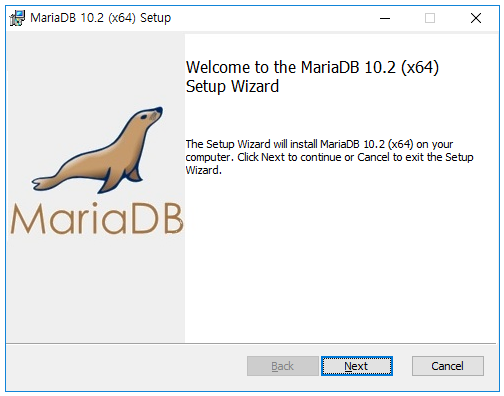 MariaDB 10.2 (x64) Setup
Welcome to the MariaDB 10.2 (x64)
Setup Wizard
The Setup Wizard will install MariaDB 10.2 (x64) on your
computer. Click Next to continue or Cancel to exit the Setup
Wizard.
MariaDB
Back
Next
Cancel